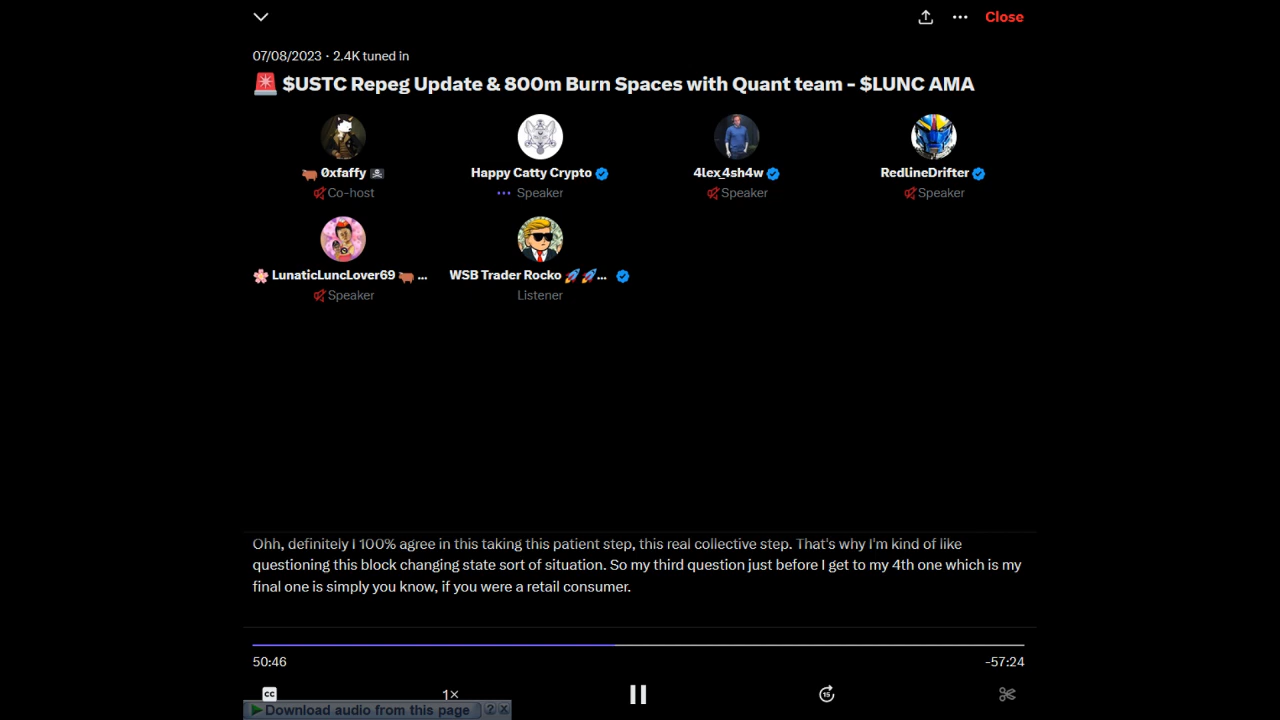 Close
07/08/2023 · 2.4K tuned in
🚨 $USTC Repeg Update & 800m Burn Spaces with Quant team - $LUNC AMA
🐂 0xfaffy ☠ Happy Catty Crypto 4lex_4sh4w RedlineDrifter
Co-host Speaker Speaker Speaker
🌸 LunaticLuncLover69 🐂 ... WSB Trader Rocko 🚀🚀...
Speaker Listener
Ohh, definitely I 100% agree in this taking this patient step, this real collective step. That's why I'm kind of like
questioning this block changing state sort of situation. So my third question just before I get to my 4th one which is my
final one is simply you know, if you were a retail consumer.
50:46 -57:24
CC 1× 15
Download audio from this page ? X